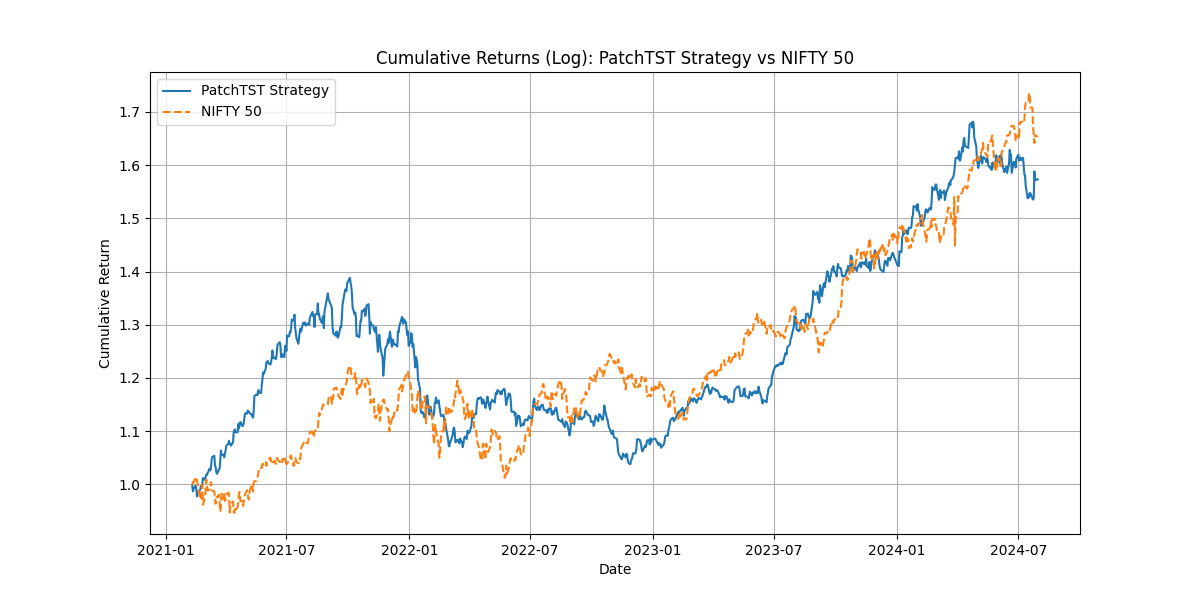 Cumulative Returns (Log): PatchTST Strategy vs NIFTY 50
PatchTST Strategy
NIFTY 50
Cumulative Return
1.7
1.6
1.5
1.4
1.3
1.2
1.1
1.0
2021-01 2021-07 2022-01 2022-07 2023-01 2023-07 2024-01 2024-07
Date